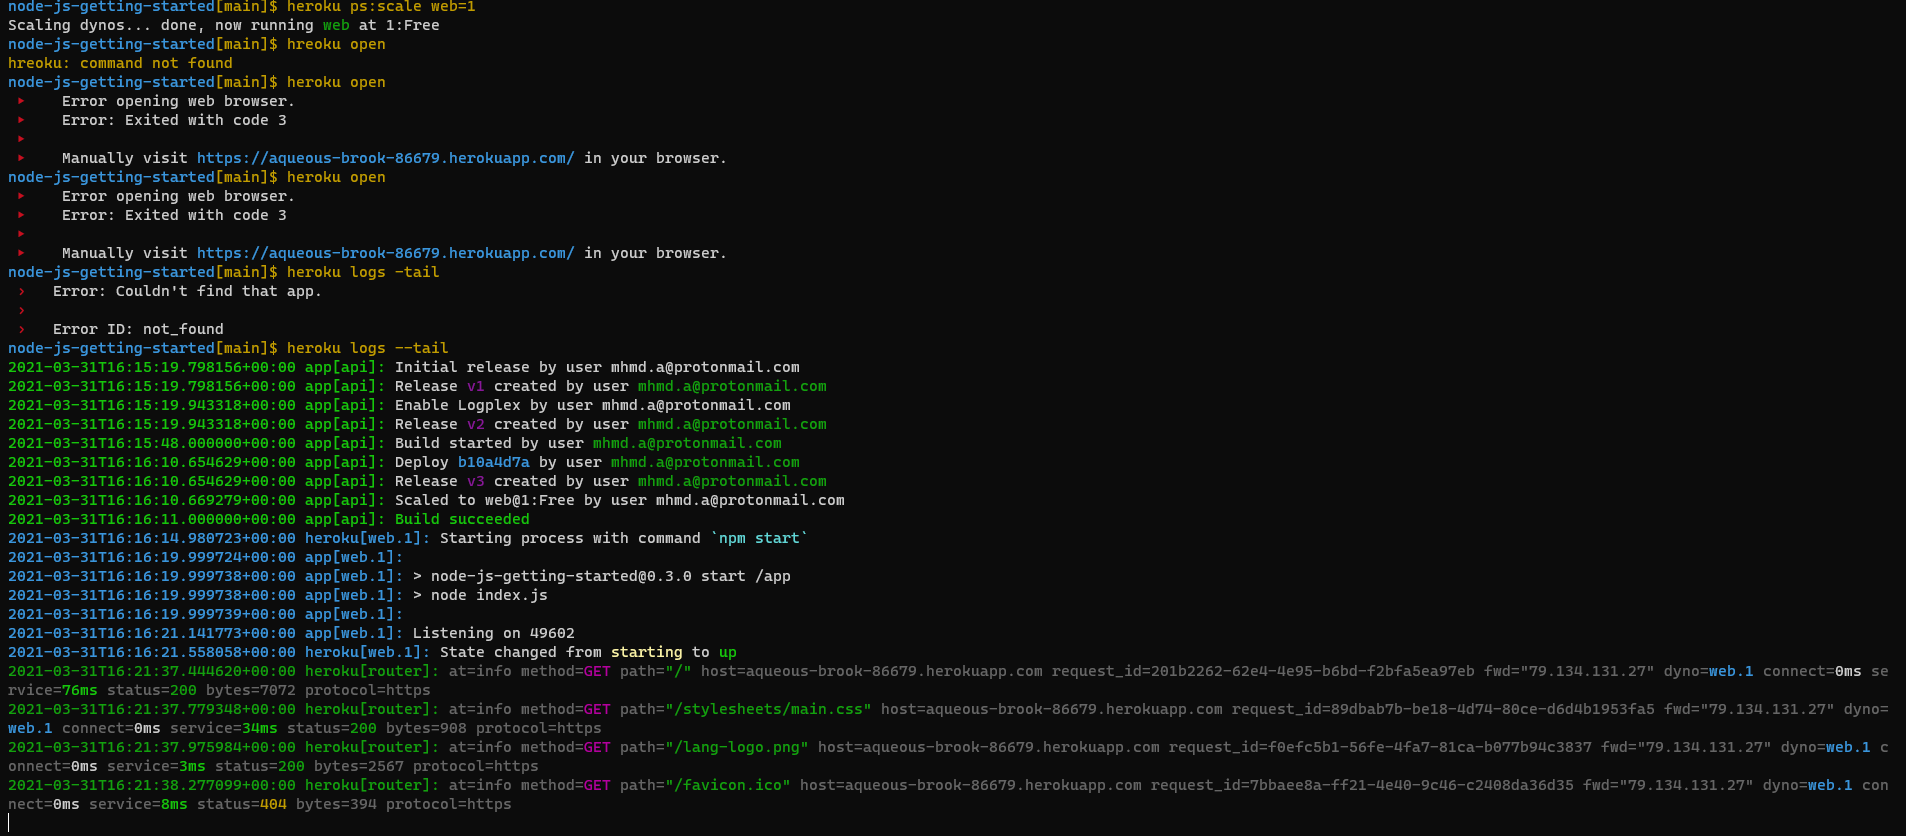 node-js-getting-started[main]$ heroku ps:scale web=1
Scaling dynos... done, now running web at 1:Free
node-js-getting-started[main]$ hreoku open
hreoku: command not found
node-js-getting-started[main]$ heroku open
▸    Error opening web browser.
▸    Error: Exited with code 3
▸
▸    Manually visit https://aqueous-brook-86679.herokuapp.com/ in your browser.
node-js-getting-started[main]$ heroku open
▸    Error opening web browser.
▸    Error: Exited with code 3
▸
▸    Manually visit https://aqueous-brook-86679.herokuapp.com/ in your browser.
node-js-getting-started[main]$ heroku logs -tail
›   Error: Couldn't find that app.
›
›   Error ID: not_found
node-js-getting-started[main]$ heroku logs --tail
2021-03-31T16:15:19.798156+00:00 app[api]: Initial release by user mhmd.a@protonmail.com
2021-03-31T16:15:19.798156+00:00 app[api]: Release v1 created by user mhmd.a@protonmail.com
2021-03-31T16:15:19.943318+00:00 app[api]: Enable Logplex by user mhmd.a@protonmail.com
2021-03-31T16:15:19.943318+00:00 app[api]: Release v2 created by user mhmd.a@protonmail.com
2021-03-31T16:15:48.000000+00:00 app[api]: Build started by user mhmd.a@protonmail.com
2021-03-31T16:16:10.654629+00:00 app[api]: Deploy b10a4d7a by user mhmd.a@protonmail.com
2021-03-31T16:16:10.654629+00:00 app[api]: Release v3 created by user mhmd.a@protonmail.com
2021-03-31T16:16:10.669279+00:00 app[api]: Scaled to web@1:Free by user mhmd.a@protonmail.com
2021-03-31T16:16:11.000000+00:00 app[api]: Build succeeded
2021-03-31T16:16:14.980723+00:00 heroku[web.1]: Starting process with command `npm start`
2021-03-31T16:16:19.999724+00:00 app[web.1]:
2021-03-31T16:16:19.999738+00:00 app[web.1]: > node-js-getting-started@0.3.0 start /app
2021-03-31T16:16:19.999738+00:00 app[web.1]: > node index.js
2021-03-31T16:16:19.999739+00:00 app[web.1]:
2021-03-31T16:16:21.141773+00:00 app[web.1]: Listening on 49602
2021-03-31T16:16:21.558058+00:00 heroku[web.1]: State changed from starting to up
2021-03-31T16:21:37.444620+00:00 heroku[router]: at=info method=GET path="/" host=aqueous-brook-86679.herokuapp.com request_id=201b2262-62e4-4e95-b6bd-f2bfa5ea97eb fwd="79.134.131.27" dyno=web.1 connect=0ms se
rvice=76ms status=200 bytes=7072 protocol=https
2021-03-31T16:21:37.779348+00:00 heroku[router]: at=info method=GET path="/stylesheets/main.css" host=aqueous-brook-86679.herokuapp.com request_id=89dbab7b-be18-4d74-80ce-d6d4b1953fa5 fwd="79.134.131.27" dyno=
web.1 connect=0ms service=34ms status=200 bytes=908 protocol=https
2021-03-31T16:21:37.975984+00:00 heroku[router]: at=info method=GET path="/lang-logo.png" host=aqueous-brook-86679.herokuapp.com request_id=f0efc5b1-56fe-4fa7-81ca-b077b94c3837 fwd="79.134.131.27" dyno=web.1 c
onnect=0ms service=3ms status=200 bytes=2567 protocol=https
2021-03-31T16:21:38.277099+00:00 heroku[router]: at=info method=GET path="/favicon.ico" host=aqueous-brook-86679.herokuapp.com request_id=7bbaee8a-ff21-4e40-9c46-c2408da36d35 fwd="79.134.131.27" dyno=web.1 con
nect=0ms service=8ms status=404 bytes=394 protocol=https